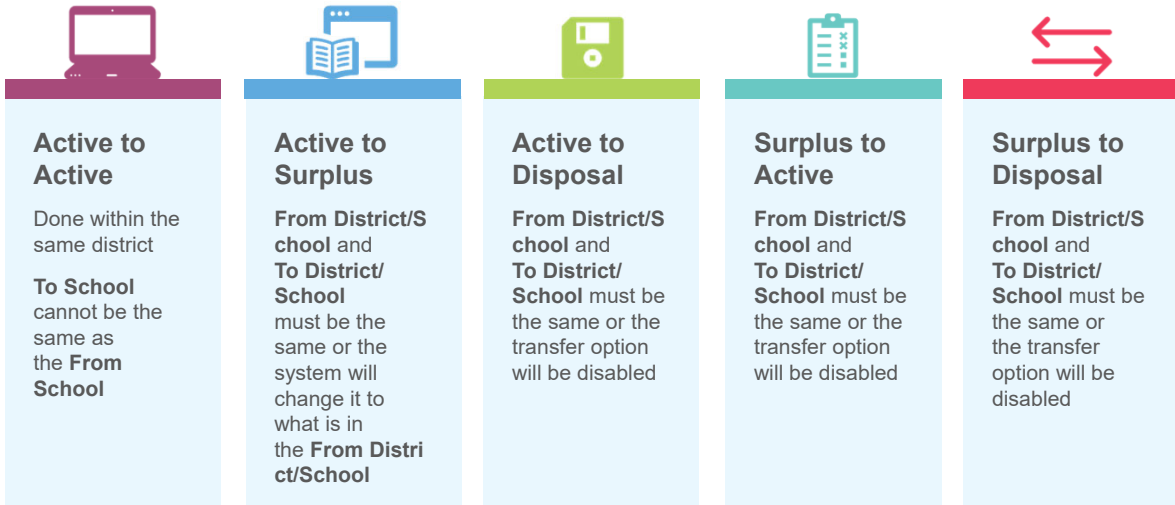 Active to
Active
Done within the
same district
To School
cannot be the
same as
the From
School
Active to
Surplus
From District/S
chool and
To District/
School
must be the
same or the
system will
change it to
what is in
the From Distri
ct/School
Active to
Disposal
From District/S
chool and
To District/
School must be
the same or the
transfer option
will be disabled
Surplus to
Active
From District/S
chool and
To District/
School must be
the same or the
transfer option
will be disabled
Surplus to
Disposal
From District/S
chool and
To District/
School must be
the same or
the transfer
option will be
disabled